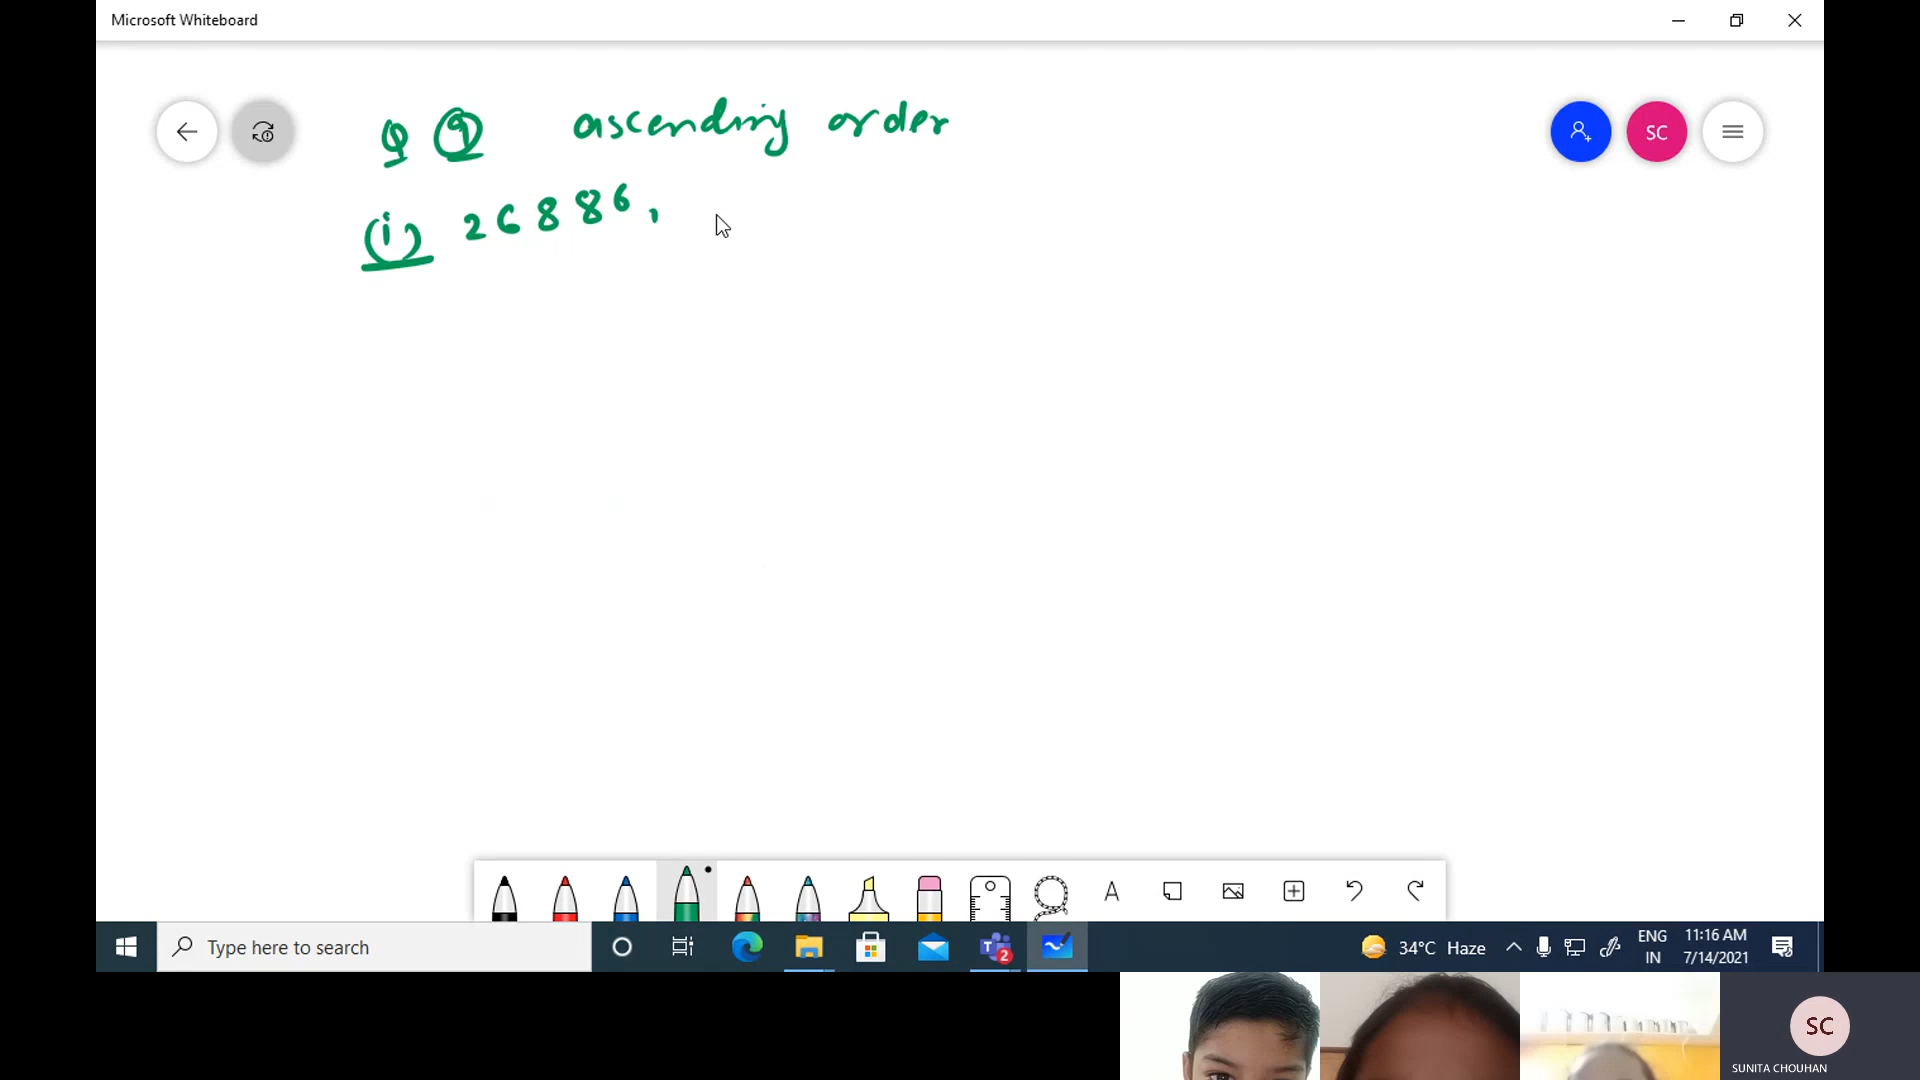 Microsoft Whiteboard
Q 9 ascending order
SC
(i) 26886,
A
Type here to search
2
34°C Haze
ENG
IN
11:16 AM
7/14/2021
SC
SUNITA CHOUHAN